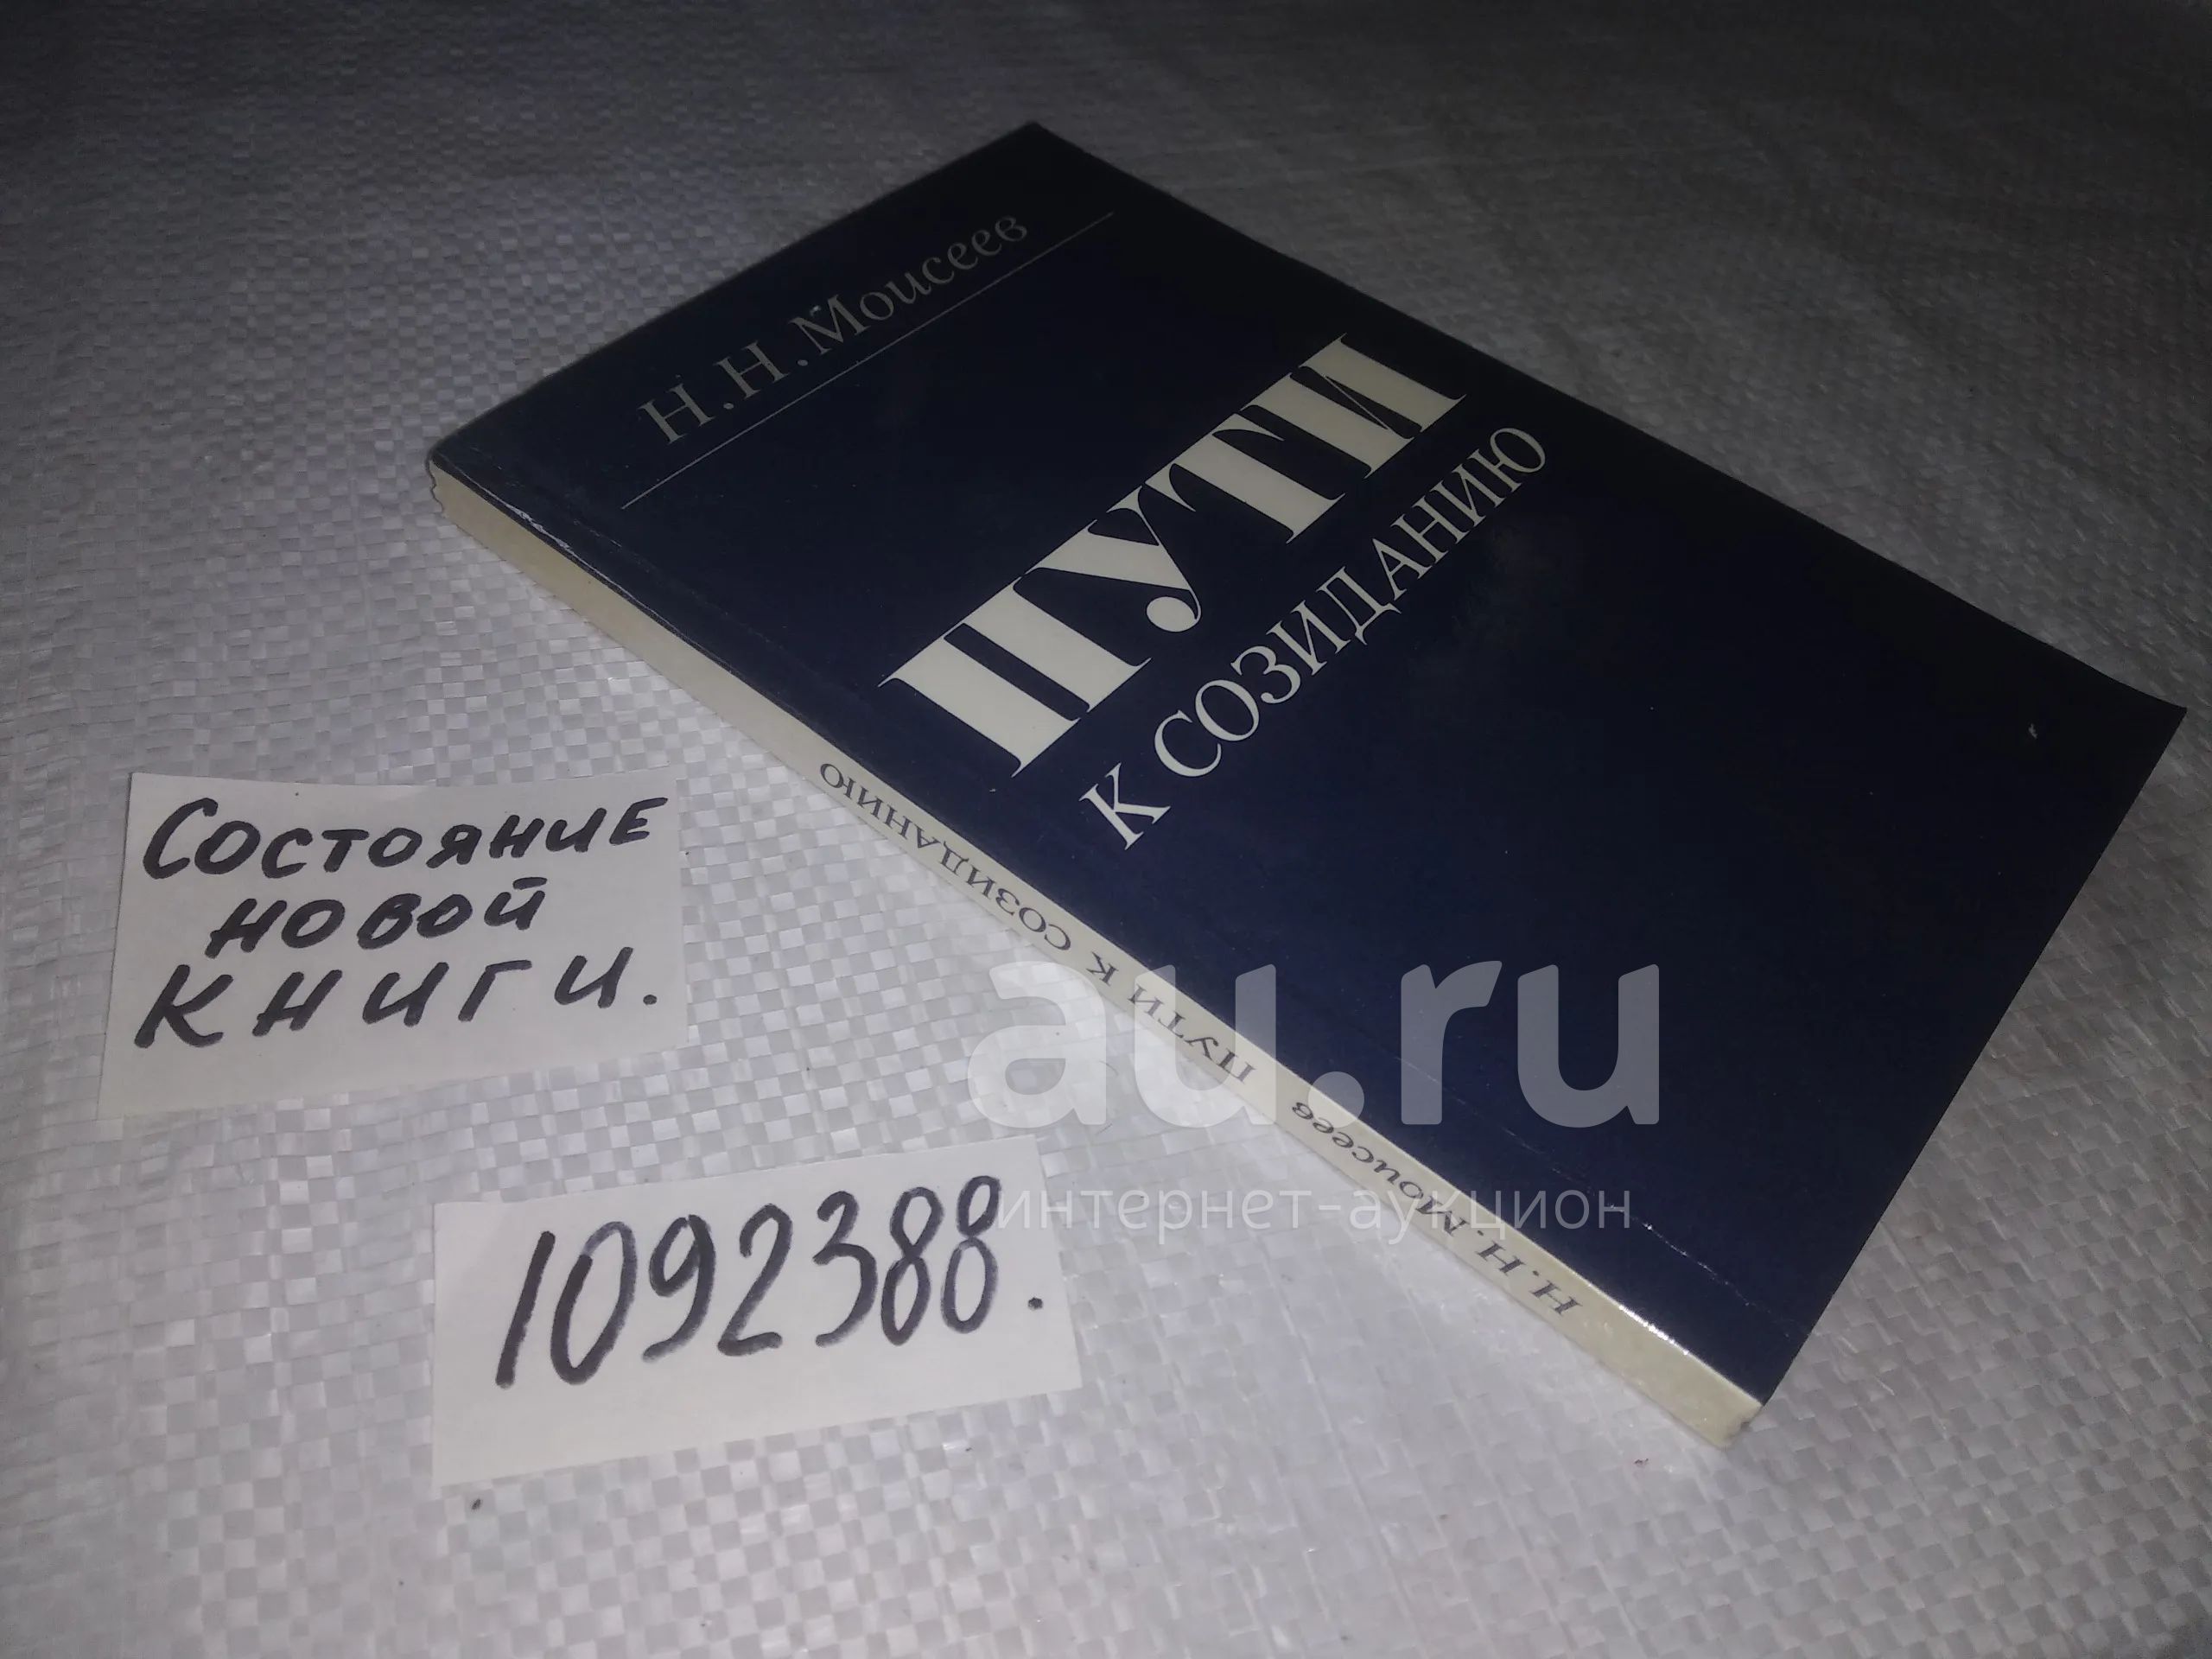 Н.Н.Моисеев
ПУТИ
К СОЗИДАНИЮ
Н.Н.Моисеев ПУТИ К СОЗИДАНИЮ
Состояние
новой
книги.
1092388.
au.ru
интернет-аукцион